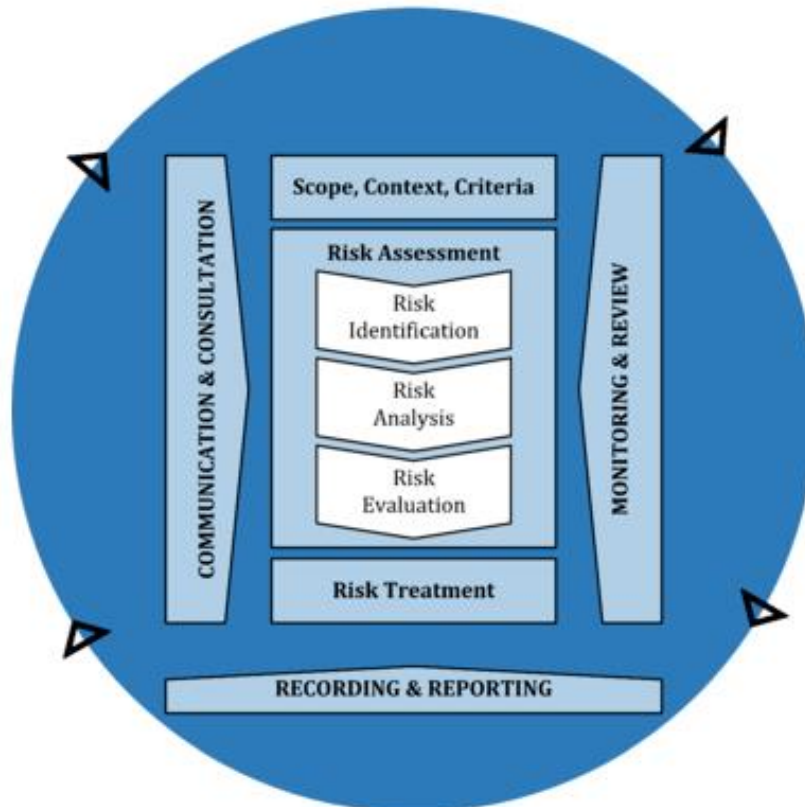 Scope, Context, Criteria
COMMUNICATION & CONSULTATION
Risk Assessment
Risk
Identification
Risk
Analysis
Risk
Evaluation
MONITORING & REVIEW
Risk Treatment
RECORDING & REPORTING